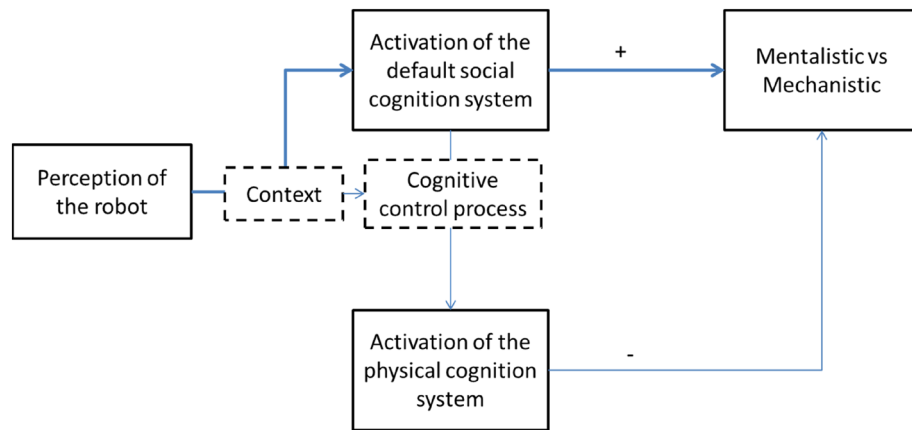 Activation of the
default social
cognition system
+
Mentalistic vs
Mechanistic
Perception of
the robot
Context
Cognitive
control process
Activation of the
physical cognition
system
-